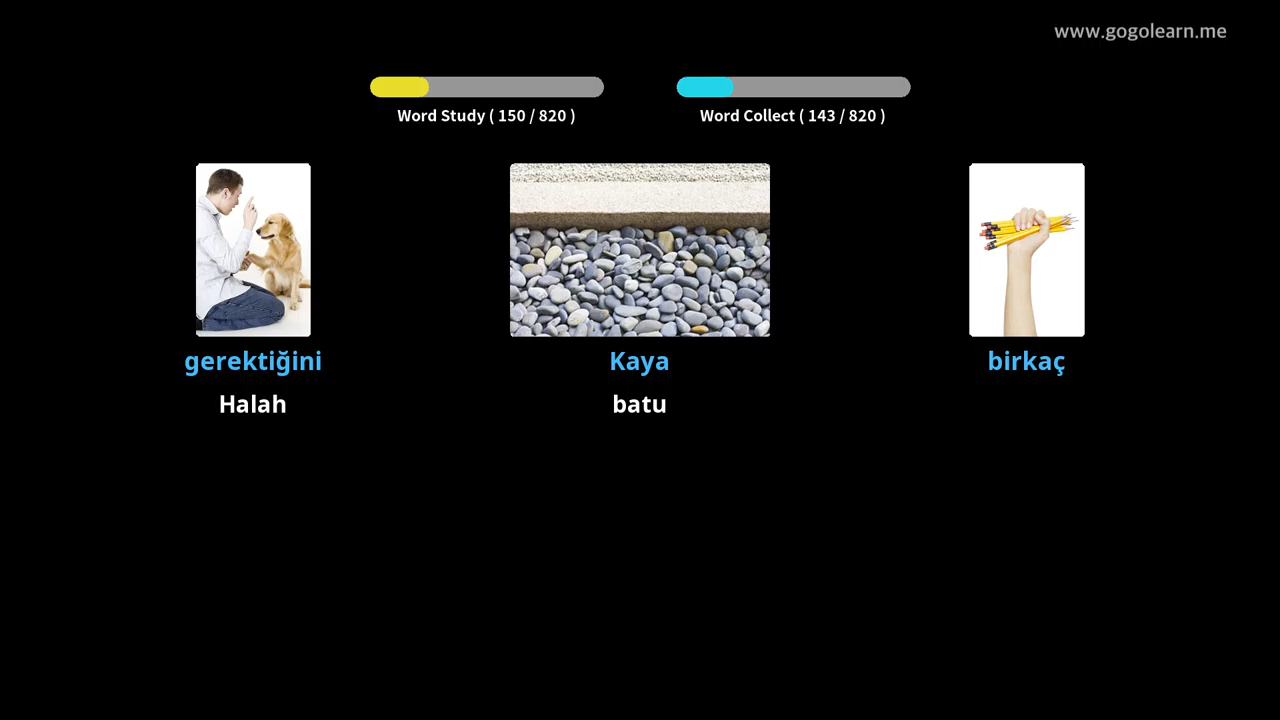 www.gogolearn.me
Word Study ( 150 / 820 )
Word Collect ( 143 / 820 )
gerektiğini
Kaya
birkaç
Halah
batu